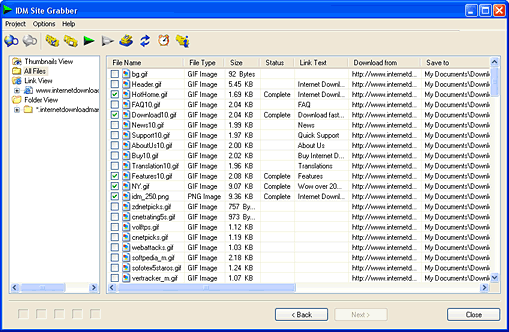 IDM Site Grabber
Project Options Help
Thumbnails View
All Files
Link View
www.internetdownloadmar
Folder View
*.internetdownloadmar
File Name File Type Size Status Link Text Download from Save to
bg.gif GIF Image 92 Bytes http://www.internetd... My Documents\Downl
Header.gif GIF Image 5.45 KB Internet Downl... http://www.internetd... My Documents\Downl
HotHome.gif GIF Image 1.69 KB Complete Internet Downl... http://www.internetd... My Documents\Downl
FAQ10.gif GIF Image 2.04 KB FAQ http://www.internetd... My Documents\Downl
Download10.gif GIF Image 2.04 KB Complete Download fast... http://www.internetd... My Documents\Downl
News10.gif GIF Image 1.99 KB News http://www.internetd... My Documents\Downl
Support10.gif GIF Image 1.97 KB Quick Support http://www.internetd... My Documents\Downl
AboutUs10.gif GIF Image 2.00 KB About Us http://www.internetd... My Documents\Downl
Buy10.gif GIF Image 2.02 KB Buy Internet D... http://www.internetd... My Documents\Downl
Translation10.gif GIF Image 1.96 KB Translations http://www.internetd... My Documents\Downl
Features10.gif GIF Image 2.08 KB Complete Features http://www.internetd... My Documents\Downl
NY.gif GIF Image 9.07 KB Complete Wow over 20... http://www.internetd... My Documents\Downl
idm_250.png PNG Image 9.36 KB Complete Internet Downl... http://www.internetd... My Documents\Downl
zdnetpicks.gif GIF Image 757 By... http://www.internetd... My Documents\Downl
cnetrating5s.gif GIF Image 973 By... http://www.internetd... My Documents\Downl
volftps.gif GIF Image 1.12 KB http://www.internetd... My Documents\Downl
cnetpicks.gif GIF Image 1.19 KB http://www.internetd... My Documents\Downl
webattacks.gif GIF Image 1.03 KB http://www.internetd... My Documents\Downl
softpedia_m.gif GIF Image 2.18 KB http://www.internetd... My Documents\Downl
sofotex5staros.gif GIF Image 1.24 KB http://www.internetd... My Documents\Downl
vertracker_m.gif GIF Image 1.07 KB http://www.internetd... My Documents\Downl
< Back Next > Close